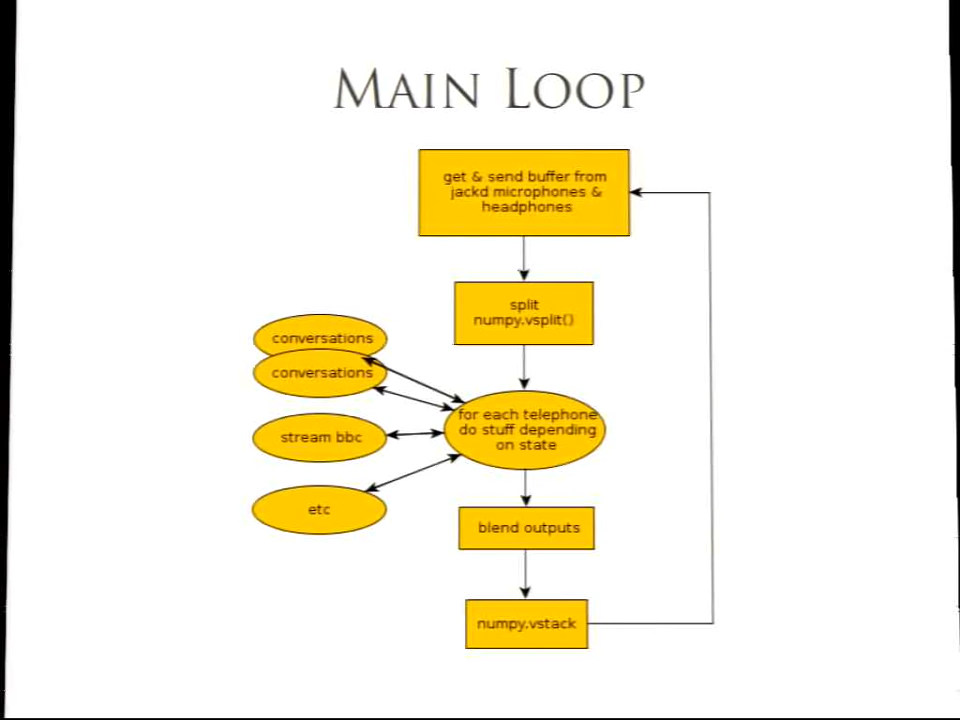 MAIN LOOP
get & send buffer from
jackd microphones &
headphones
split
numpy.vsplit()
conversations
conversations
for each telephone
do stuff depending
on state
stream bbc
etc
blend outputs
numpy.vstack